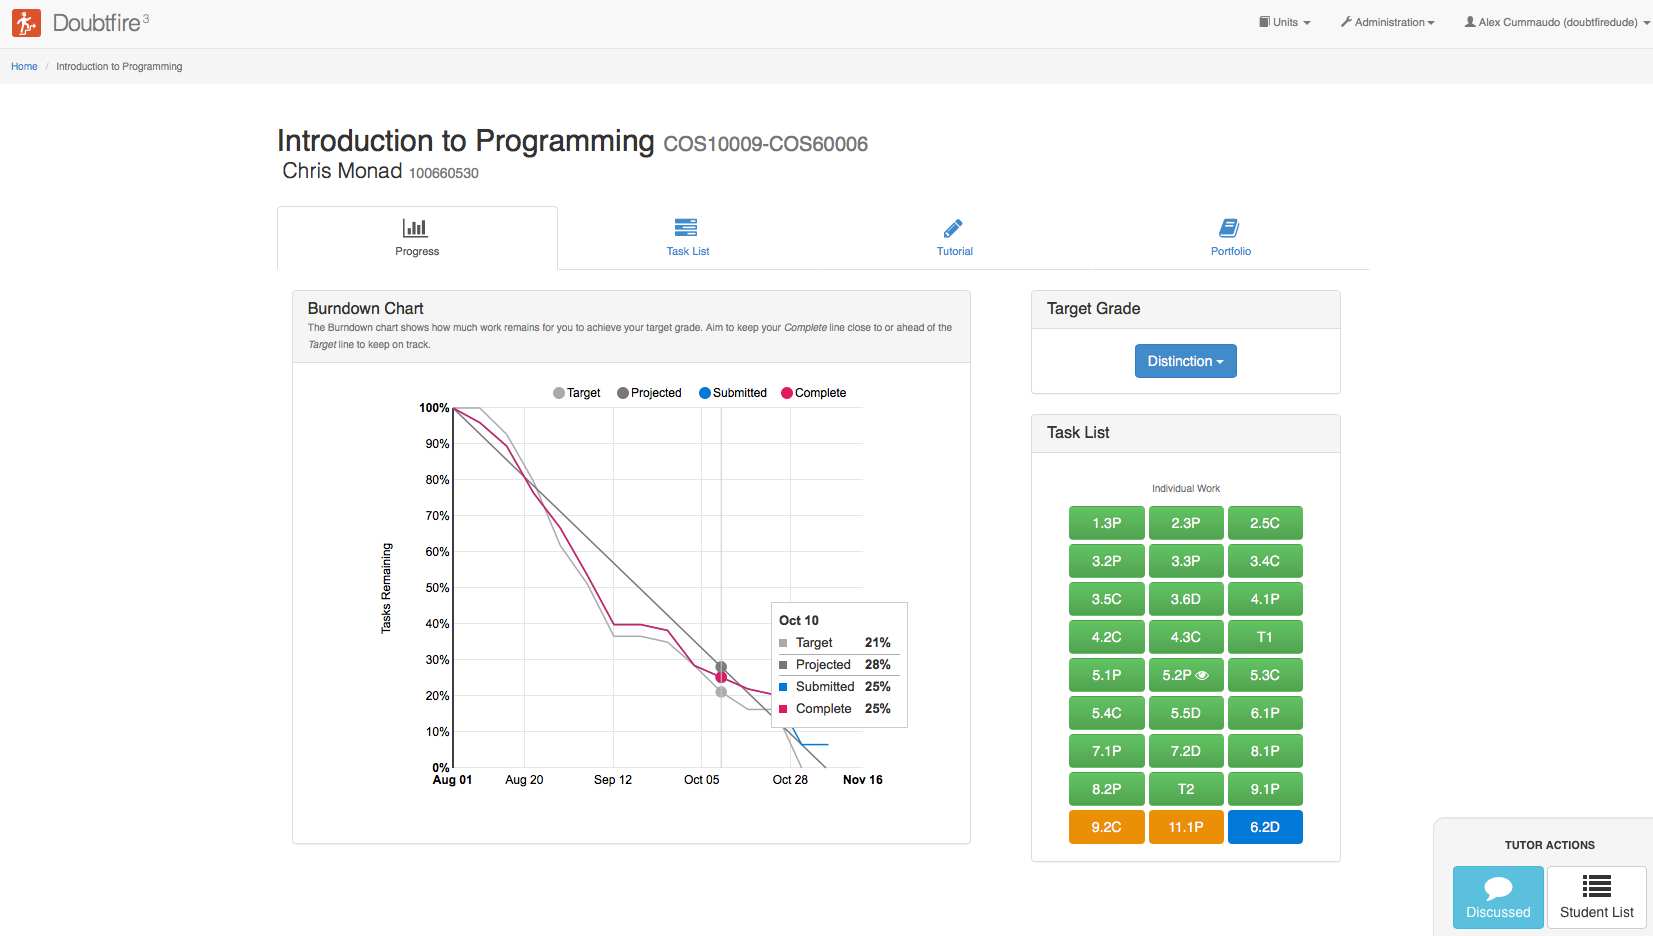 Doubtfire3
Units
Administration
Alex Cummaudo (doubtfiredude)
Home / Introduction to Programming
Introduction to Programming COS10009-COS60006
Chris Monad 100660530
Progress
Task List
Tutorial
Portfolio
Burndown Chart
The Burndown chart shows how much work remains for you to achieve your target grade. Aim to keep your Complete line close to or ahead of the
Target line to keep on track.
Target Projected Submitted Complete
100%
90%
80%
70%
60%
50%
40%
30%
20%
10%
0%
Tasks Remaining
Aug 01 Aug 20 Sep 12 Oct 05 Oct 28 Nov 16
Oct 10
Target 21%
Projected 28%
Submitted 25%
Complete 25%
Target Grade
Distinction
Task List
Individual Work
1.3P 2.3P 2.5C
3.2P 3.3P 3.4C
3.5C 3.6D 4.1P
4.2C 4.3C T1
5.1P 5.2P 5.3C
5.4C 5.5D 6.1P
7.1P 7.2D 8.1P
8.2P T2 9.1P
9.2C 11.1P 6.2D
TUTOR ACTIONS
Discussed
Student List